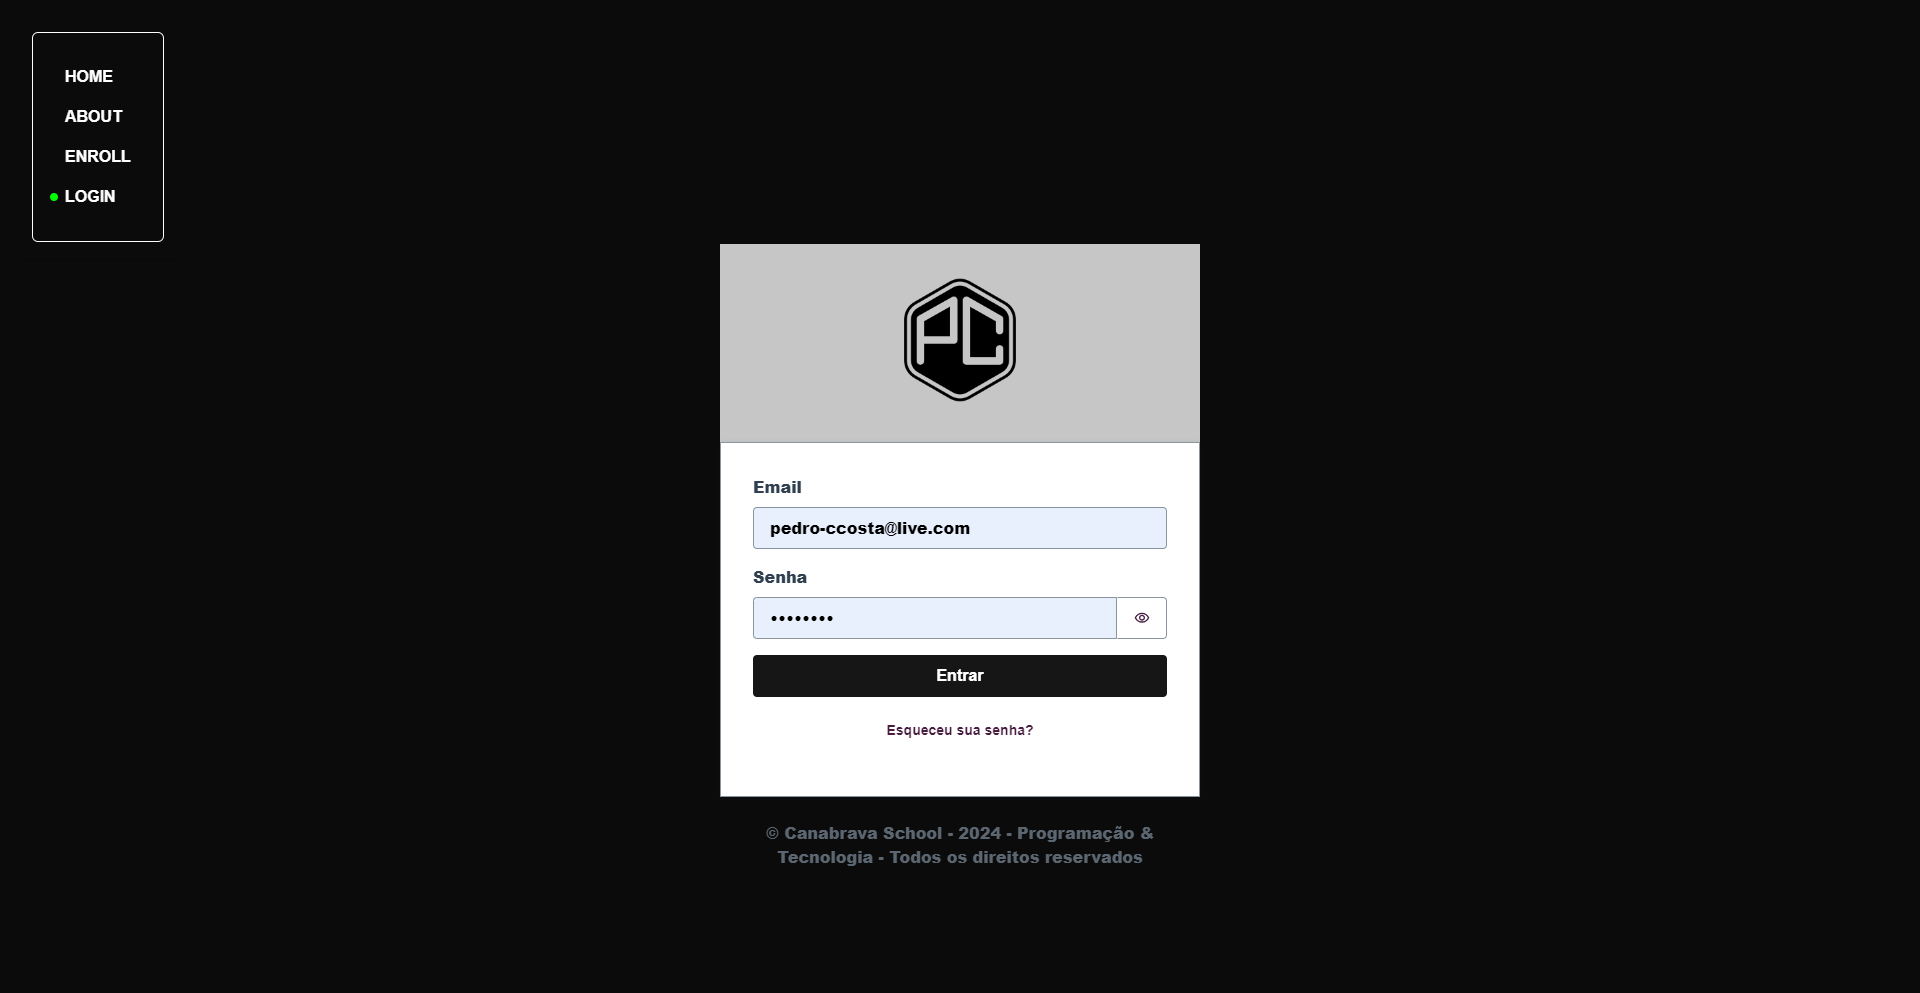 HOME
ABOUT
ENROLL
LOGIN
PC
Email
pedro-ccosta@live.com
Senha
••••••••
Entrar
Esqueceu sua senha?
© Canabrava School - 2024 - Programação &
Tecnologia - Todos os direitos reservados